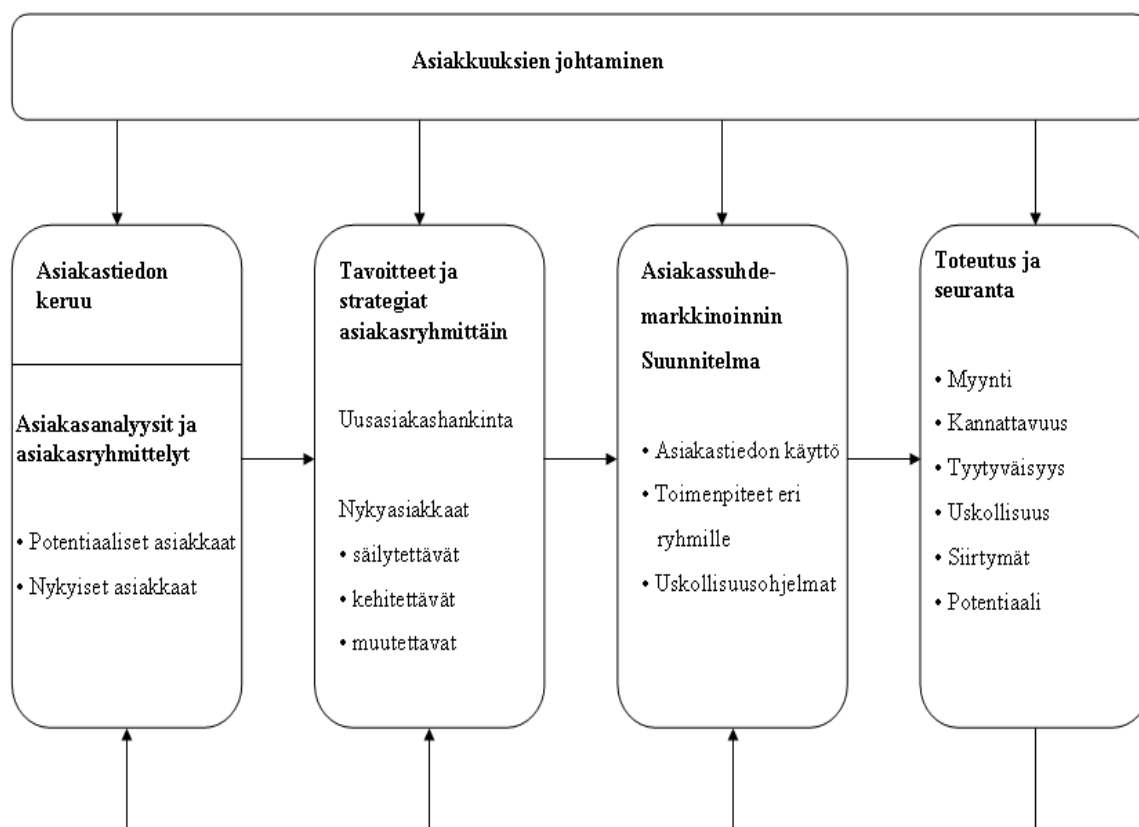 Asiakkuuksien johtaminen
Asiakastiedon
keruu
Asiakasanalyysit ja
asiakasryhmittelyt
• Potentiaaliset asiakkaat
• Nykyiset asiakkaat
Tavoitteet ja
strategiat
asiakasryhmittäin
Uusasiakashankinta
Nykyasiakkaat
• säilytettävät
• kehitettävät
• muutettavat
Asiakassuhde-
markkinoinnin
Suunnitelma
• Asiakastiedon käyttö
• Toimenpiteet eri
ryhmille
• Uskollisuusohjelmat
Toteutus ja
seuranta
• Myynti
• Kannattavuus
• Tyytyväisyys
• Uskollisuus
• Siirtymät
• Potentiaali